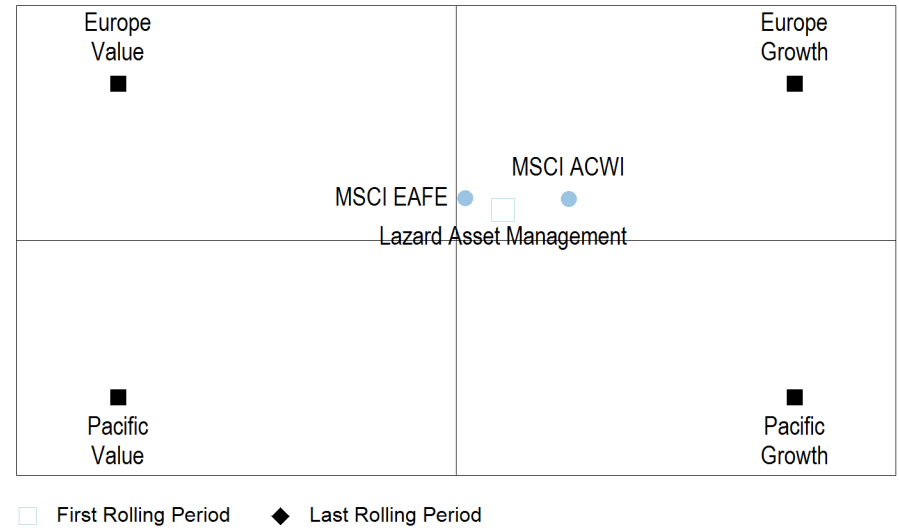 Europe
Value
Europe
Growth
MSCI ACWI
MSCI EAFE
Lazard Asset Management
Pacific
Value
Pacific
Growth
First Rolling Period
Last Rolling Period